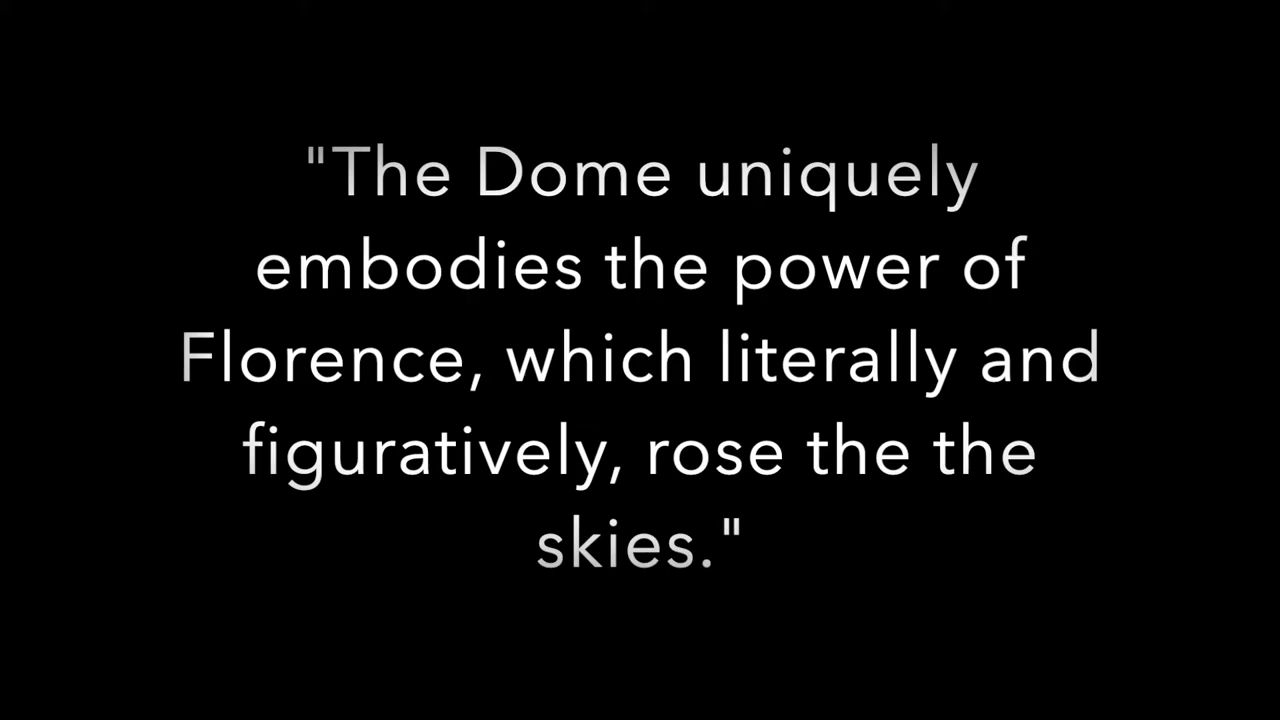 "The Dome uniquely
embodies the power of
Florence, which literally and
figuratively, rose the the
skies."